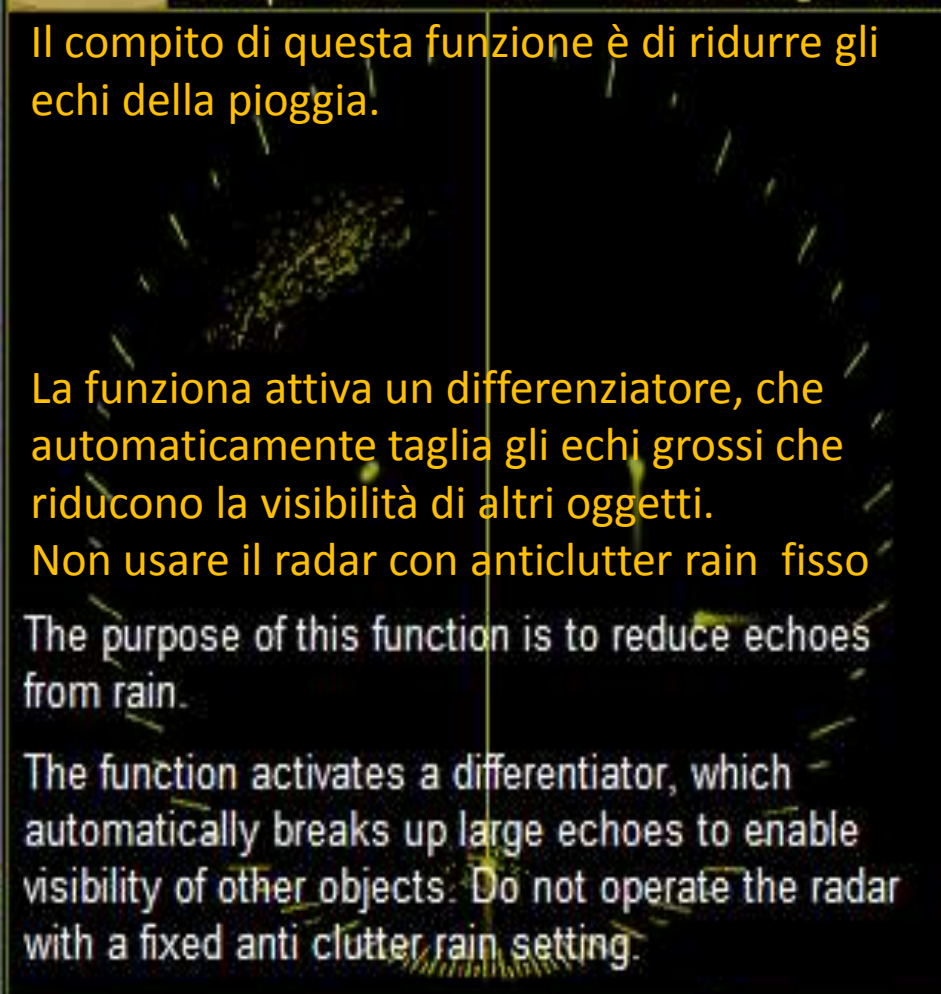 Il compito di questa funzione è di ridurre gli
echi della pioggia.
La funziona attiva un differenziatore, che
automaticamente taglia gli echi grossi che
riducono la visibilità di altri oggetti.
Non usare il radar con anticlutter rain fisso
The purpose of this function is to reduce echoes
from rain.
The function activates a differentiator, which
automatically breaks up large echoes to enable
visibility of other objects. Do not operate the radar
with a fixed anti clutter rain setting.